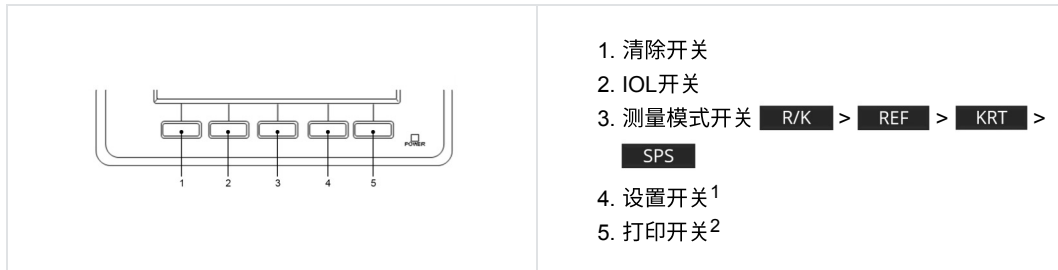 POWER
1 2 3 4 5
1. 清除开关
2. IOL开关
3. 测量模式开关 R/K > REF > KRT >
SPS
4. 设置开关1
5. 打印开关2